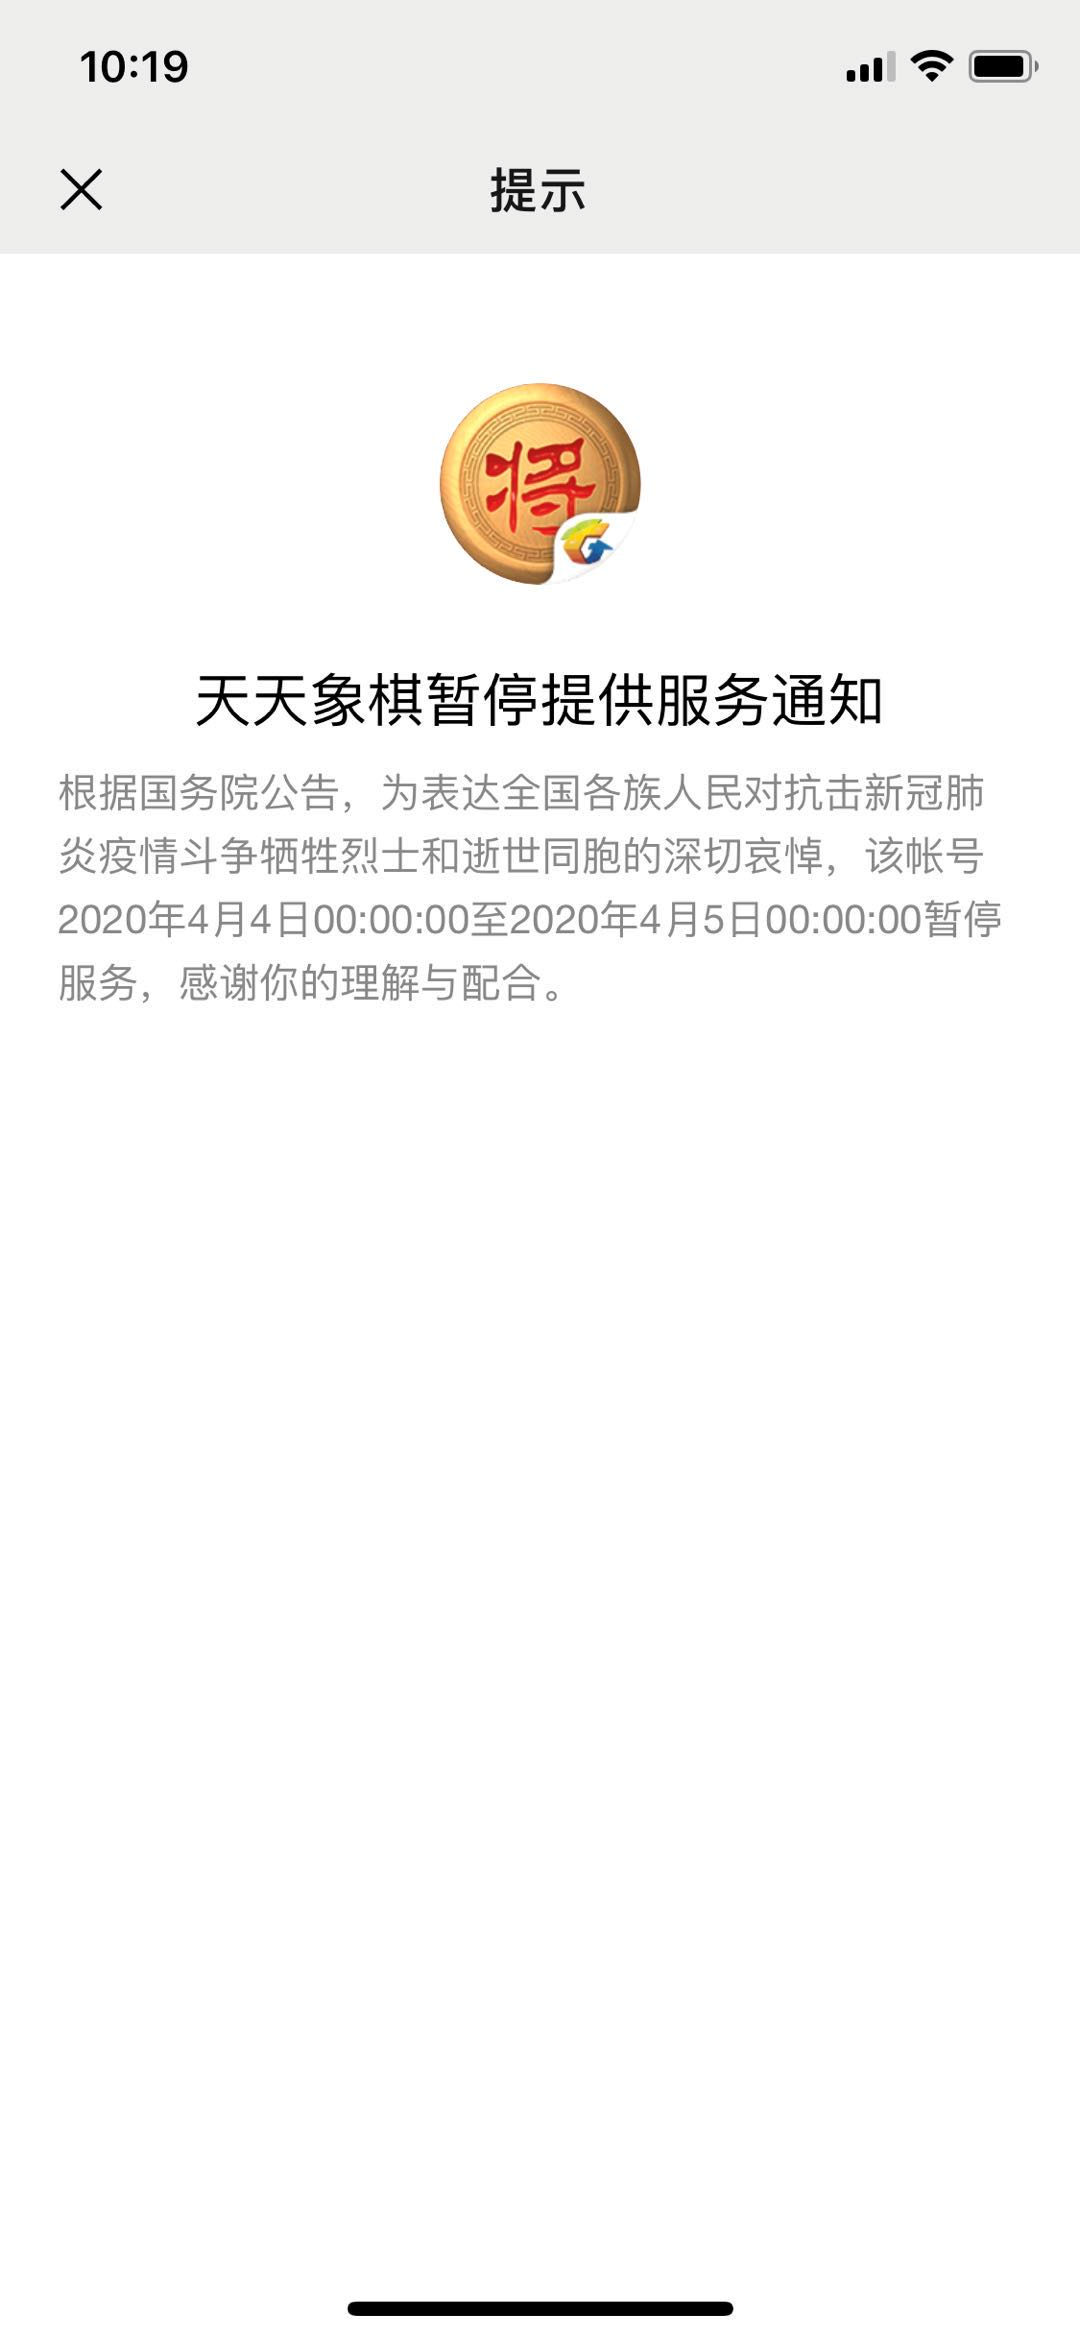 10:19
提示
将
天天象棋暂停提供服务通知
根据国务院公告，为表达全国各族人民对抗击新冠肺
炎疫情斗争牺牲烈士和逝世同胞的深切哀悼，该帐号
2020年4月4日00:00:00至2020年4月5日00:00:00暂停
服务，感谢你的理解与配合。